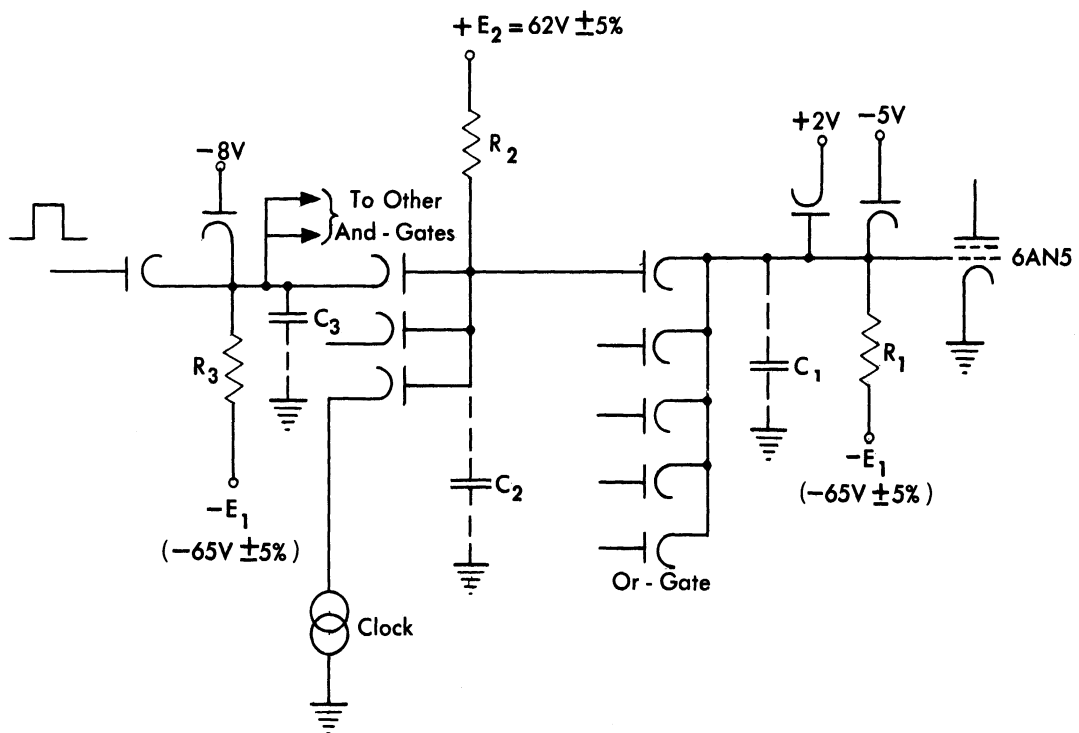 + E₂ = 62V ±5%
R₂
+2V
-5V
-8V
To Other
And - Gates
6AN5
C₃
R₃
C₁
R₁
-E₁
(-65V ±5%)
C₂
-E₁
(-65V ±5%)
Or - Gate
Clock